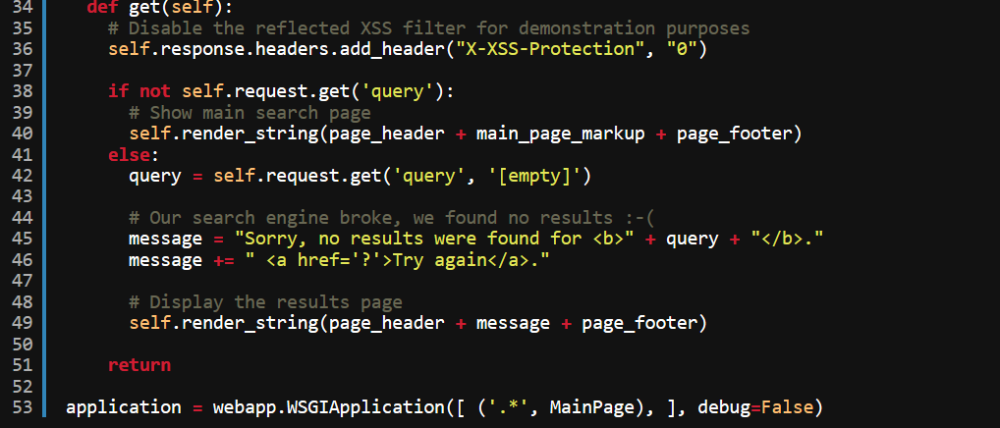 34 def get(self):
35 # Disable the reflected XSS filter for demonstration purposes
36 self.response.headers.add_header("X-XSS-Protection", "0")
37
38 if not self.request.get('query'):
39 # Show main search page
40 self.render_string(page_header + main_page_markup + page_footer)
41 else:
42 query = self.request.get('query', '[empty]')
43
44 # Our search engine broke, we found no results :-(
45 message = "Sorry, no results were found for <b>" + query + "</b>."
46 message += " <a href='?'>Try again</a>."
47
48 # Display the results page
49 self.render_string(page_header + message + page_footer)
50
51 return
52
53 application = webapp.WSGIApplication([ ('.*', MainPage), ], debug=False)